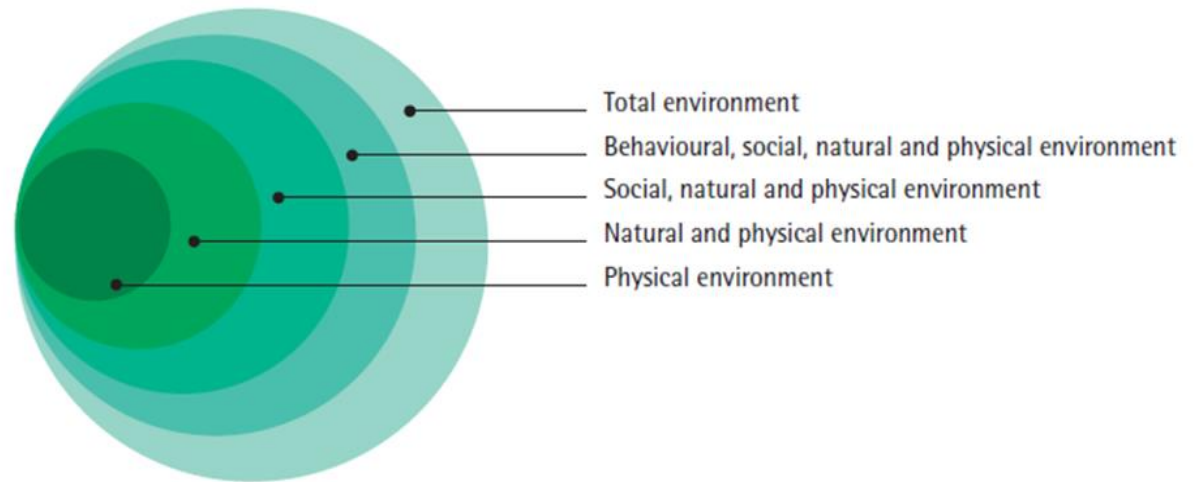 Total environment
Behavioural, social, natural and physical environment
Social, natural and physical environment
Natural and physical environment
Physical environment